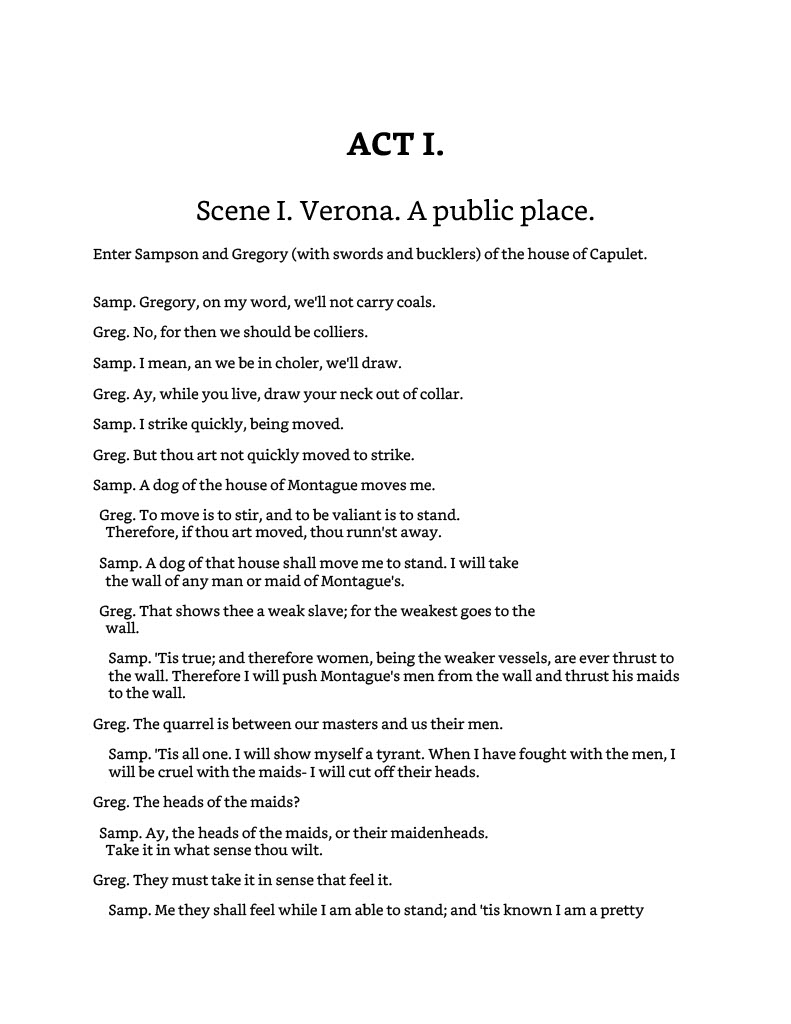 ACT I.
Scene I. Verona. A public place.
Enter Sampson and Gregory (with swords and bucklers) of the house of Capulet.
Samp. Gregory, on my word, we'll not carry coals.
Greg. No, for then we should be colliers.
Samp. I mean, an we be in choler, we'll draw.
Greg. Ay, while you live, draw your neck out of collar.
Samp. I strike quickly, being moved.
Greg. But thou art not quickly moved to strike.
Samp. A dog of the house of Montague moves me.
Greg. To move is to stir, and to be valiant is to stand.
Therefore, if thou art moved, thou runn'st away.
Samp. A dog of that house shall move me to stand. I will take
the wall of any man or maid of Montague's.
Greg. That shows thee a weak slave; for the weakest goes to the
wall.
Samp. 'Tis true; and therefore women, being the weaker vessels, are ever thrust to
the wall. Therefore I will push Montague's men from the wall and thrust his maids
to the wall.
Greg. The quarrel is between our masters and us their men.
Samp. 'Tis all one. I will show myself a tyrant. When I have fought with the men, I
will be cruel with the maids- I will cut off their heads.
Greg. The heads of the maids?
Samp. Ay, the heads of the maids, or their maidenheads.
Take it in what sense thou wilt.
Greg. They must take it in sense that feel it.
Samp. Me they shall feel while I am able to stand; and 'tis known I am a pretty